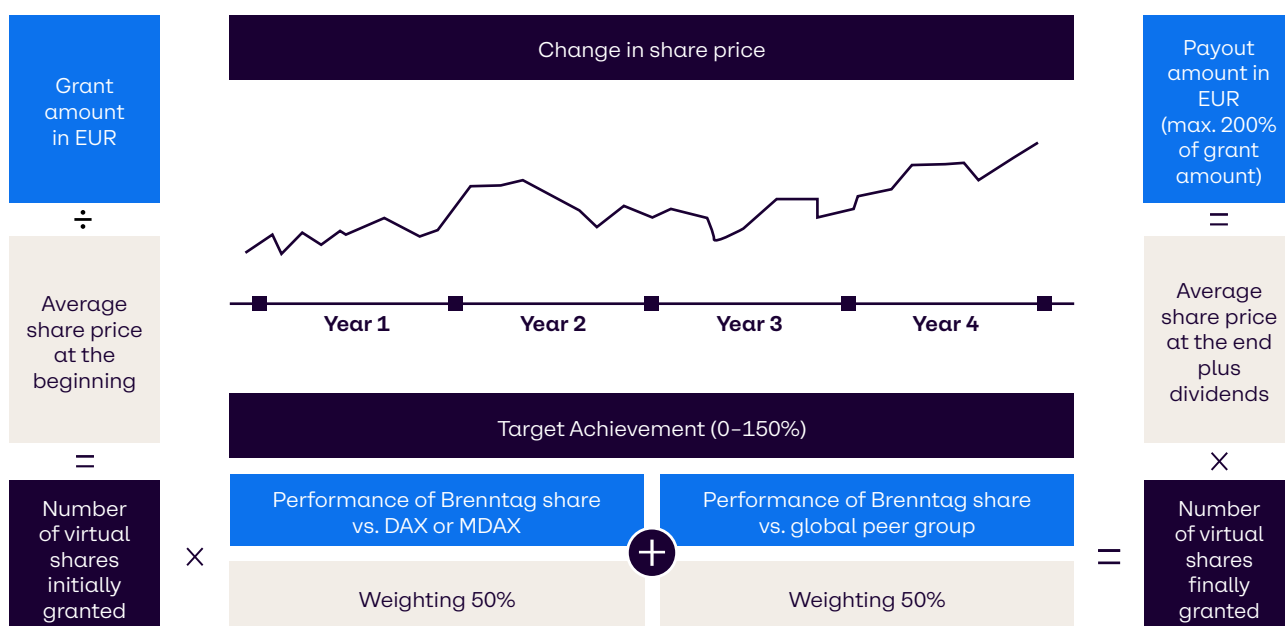 Grant
amount
in EUR
÷
Average
share price
at the
beginning
=
Number
of virtual
shares
initially
granted
×
Change in share price
Year 1
Year 2
Year 3
Year 4
Target Achievement (0–150%)
Performance of Brenntag share
vs. DAX or MDAX
Weighting 50%
+
Performance of Brenntag share
vs. global peer group
Weighting 50%
=
Payout
amount in
EUR
(max. 200%
of grant
amount)
=
Average
share price
at the end
plus
dividends
×
Number
of virtual
shares
finally
granted